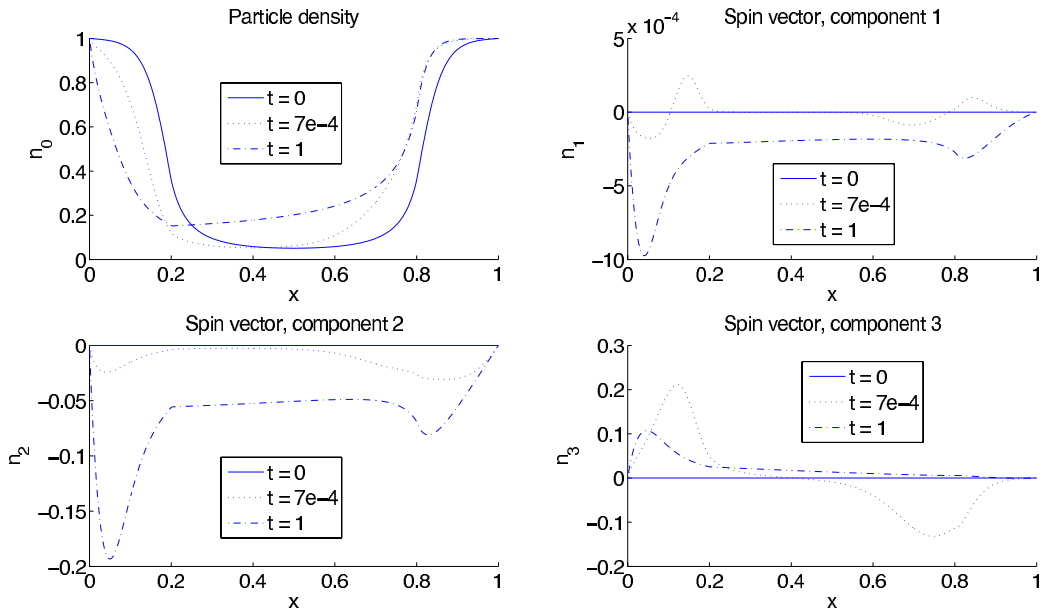 Particle density
1
0.8
0.6
0.4
0.2
0
n0
t = 0
t = 7e−4
t = 1
0
0.2
0.4
0.6
0.8
1
x
Spin vector, component 1
x 10−4
5
0
−5
−10
n1
t = 0
t = 7e−4
t = 1
0
0.2
0.4
0.6
0.8
1
x
Spin vector, component 2
0
−0.05
−0.1
−0.15
−0.2
n2
t = 0
t = 7e−4
t = 1
0
0.2
0.4
0.6
0.8
1
x
Spin vector, component 3
0.3
0.2
0.1
0
−0.1
−0.2
n3
t = 0
t = 7e−4
t = 1
0
0.2
0.4
0.6
0.8
1
x